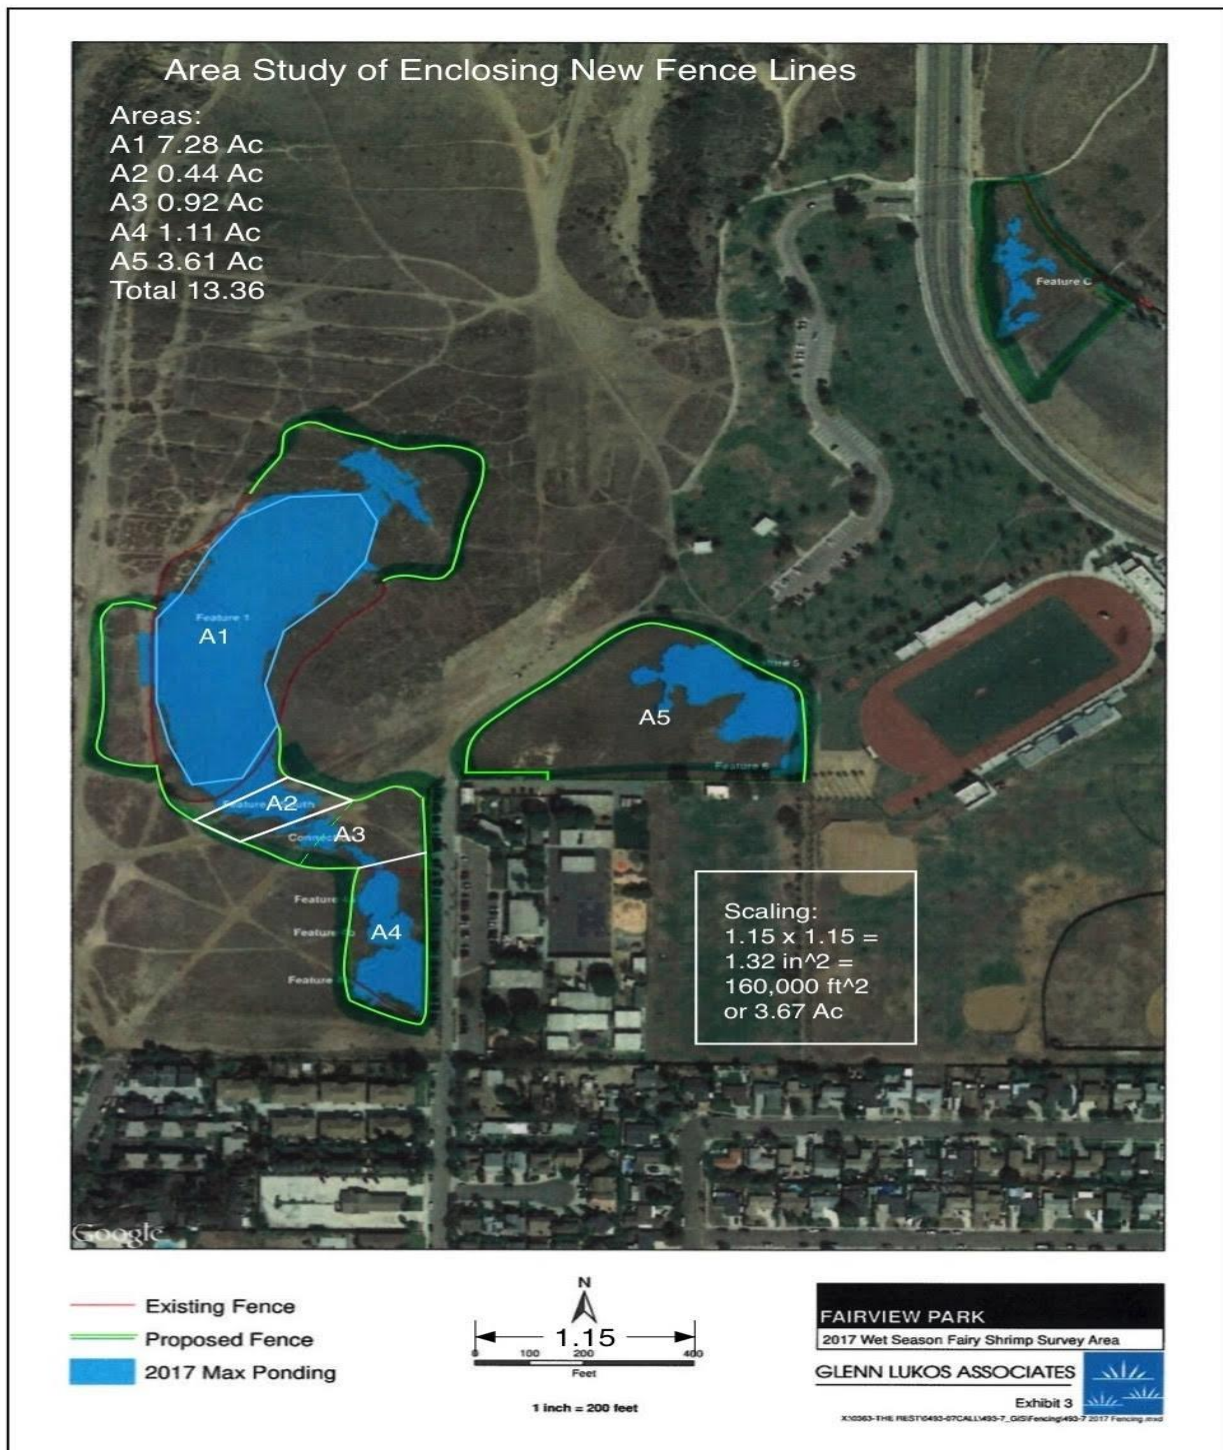 Area Study of Enclosing New Fence Lines
Areas:
A1 7.28 Ac
A2 0.44 Ac
A3 0.92 Ac
A4 1.11 Ac
A5 3.61 Ac
Total 13.36
Feature C
Feature 1
A1
A5
Feature 6
A2
A3
Feature
Feature
A4
Feature
Scaling:
1.15 x 1.15 =
1.32 in^2 =
160,000 ft^2
or 3.67 Ac
Google
Existing Fence
Proposed Fence
2017 Max Ponding
N
1.15
0 100 200 400
Feet
1 inch = 200 feet
FAIRVIEW PARK
2017 Wet Season Fairy Shrimp Survey Area
GLENN LUKOS ASSOCIATES
Exhibit 3